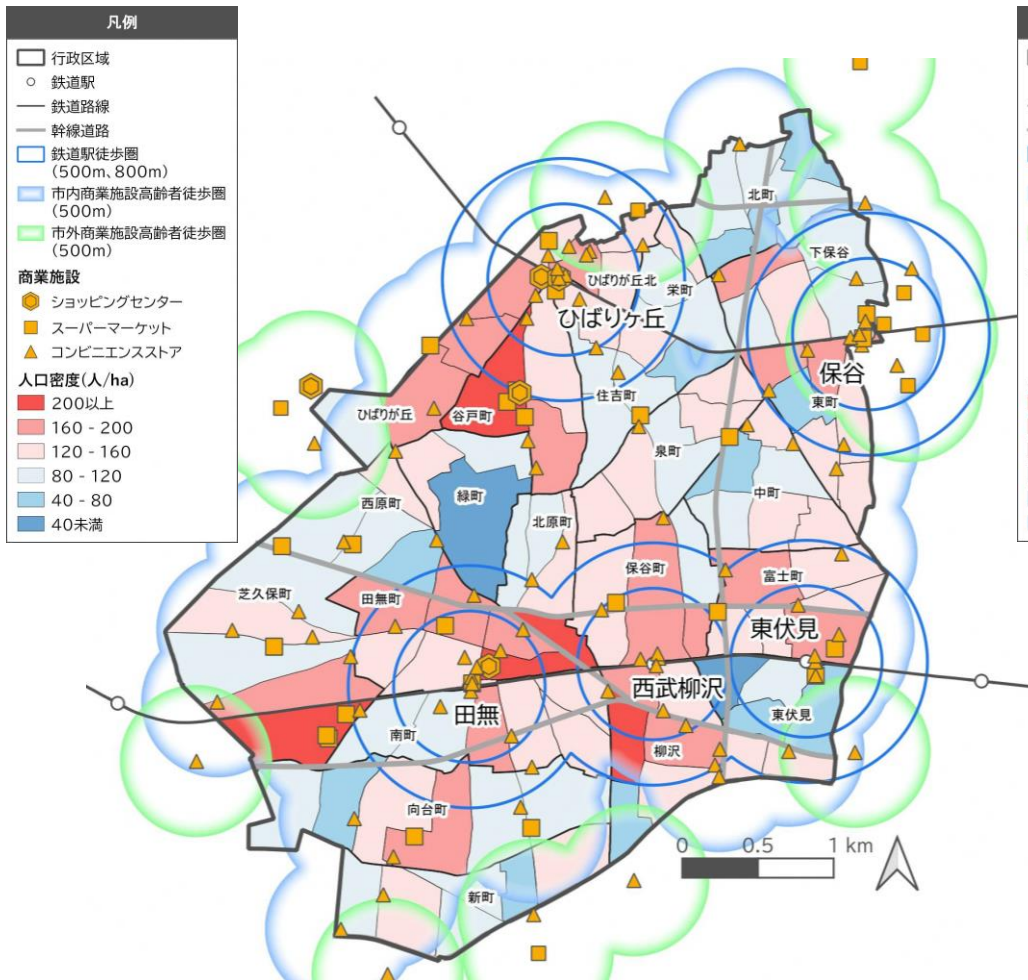 凡例
行政区域
鉄道駅
鉄道路線
幹線道路
鉄道駅徒歩圏
(500m、800m)
市内商業施設高齢者徒歩圏
(500m)
市外商業施設高齢者徒歩圏
(500m)
商業施設
ショッピングセンター
スーパーマーケット
コンビニエンスストア
人口密度(人/ha)
200以上
160 - 200
120 - 160
80 - 120
40 - 80
40未満
北町
下保谷
ひばりが丘北
栄町
ひばりヶ丘
保谷
住吉町
東町
ひばりが丘
谷戸町
泉町
緑町
中町
西原町
北原町
保谷町
富士町
芝久保町
田無町
東伏見
西武柳沢
田無
南町
東伏見
柳沢
向台町
新町
0 0.5 1 km